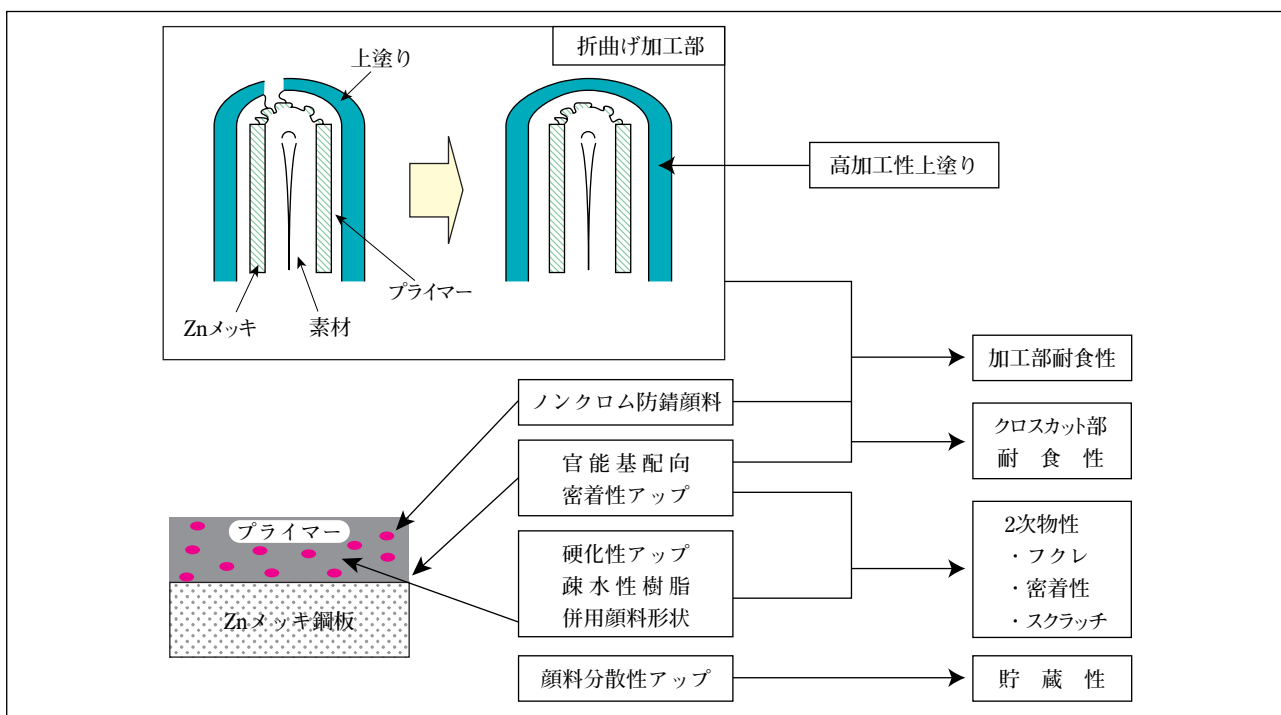 折曲げ加工部
上塗り
高加工性上塗り
プライマー
Znメッキ
素材
加工部耐食性
ノンクロム防錆顔料
クロスカット部
耐食性
官能基配向
密着性アップ
プライマー
Znメッキ鋼板
硬化性アップ
疎水性樹脂
併用顔料形状
2次物性
・フクレ
・密着性
・スクラッチ
顔料分散性アップ
貯蔵性